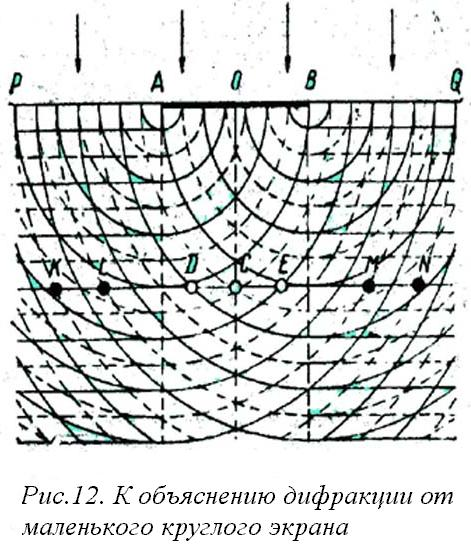 P A O B Q
K L D C E M N
Рис.12. К объяснению дифракции от
маленького круглого экрана